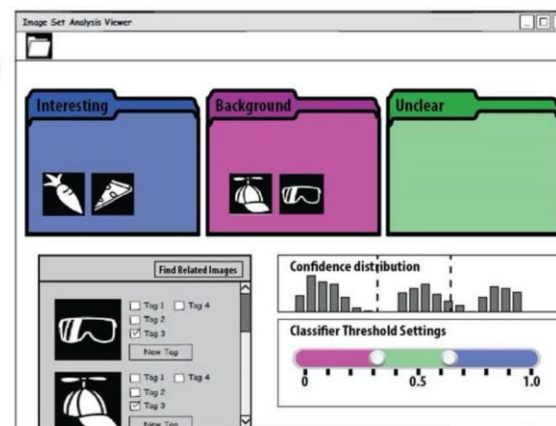 Image Set Analysis Viewer
Interesting
Background
Unclear
Find Related Images
Tag 1 Tag 4
Tag 2
Tag 3
New Tag
Tag 1 Tag 4
Tag 2
Tag 3
New Tag
Confidence distribution
Classifier Threshold Settings
0 0.5 1.0